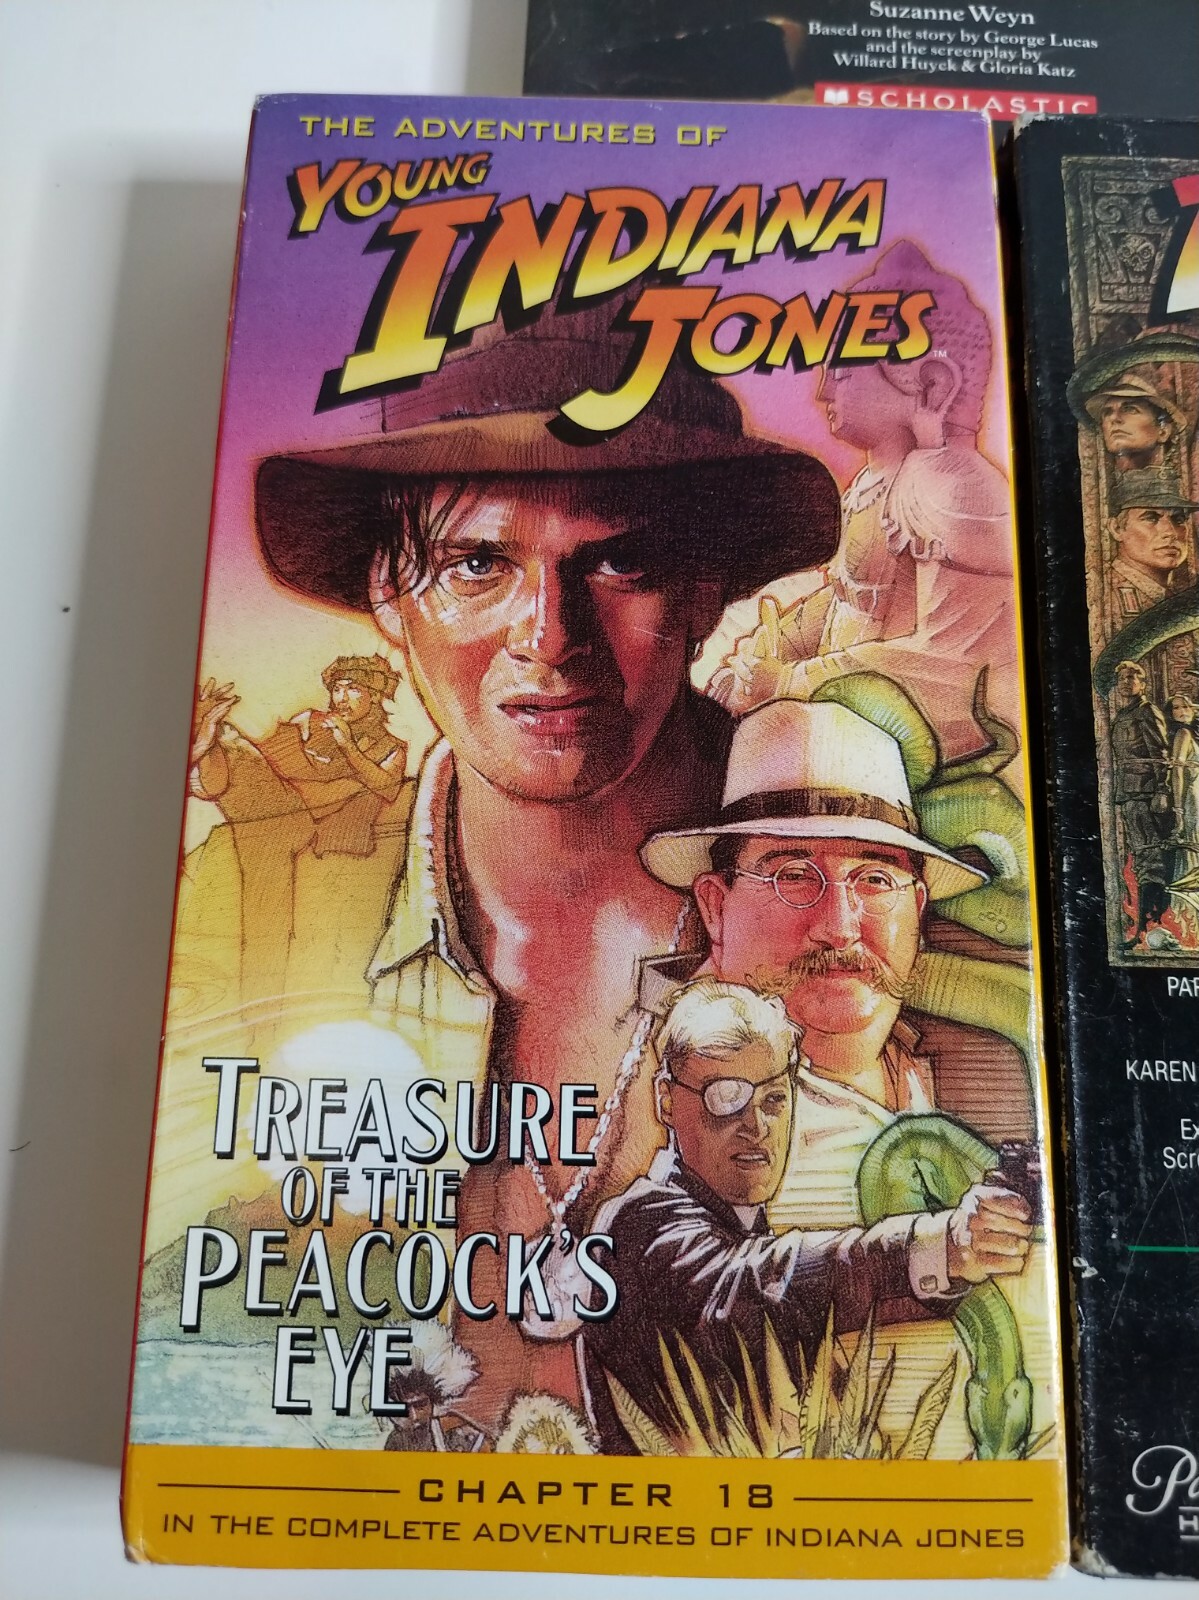 Suzanne Weyn
Based on the story by George Lucas
and the screenplay by
Willard Huyck & Gloria Katz
SCHOLASTIC
THE ADVENTURES OF
YOUNG
INDIANA
JONES™
TREASURE
OF THE
PEACOCK'S
EYE
CHAPTER 18
IN THE COMPLETE ADVENTURES OF INDIANA JONES
KAREN